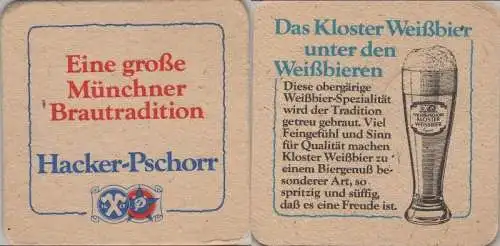 Eine große
Münchner
Brautradition
Hacker-Pschorr
Das Kloster Weißbier
unter den
Weißbieren
Diese obergärige
Weißbier-Spezialität
wird der Tradition
getreu gebraut. Viel
Feingefühl und Sinn
für Qualität machen
Kloster Weißbier zu
einem Biergenuß be-
sonderer Art, so
spritzig und süffig,
daß es eine Freude ist.
KLOSTER
WEISSBIER